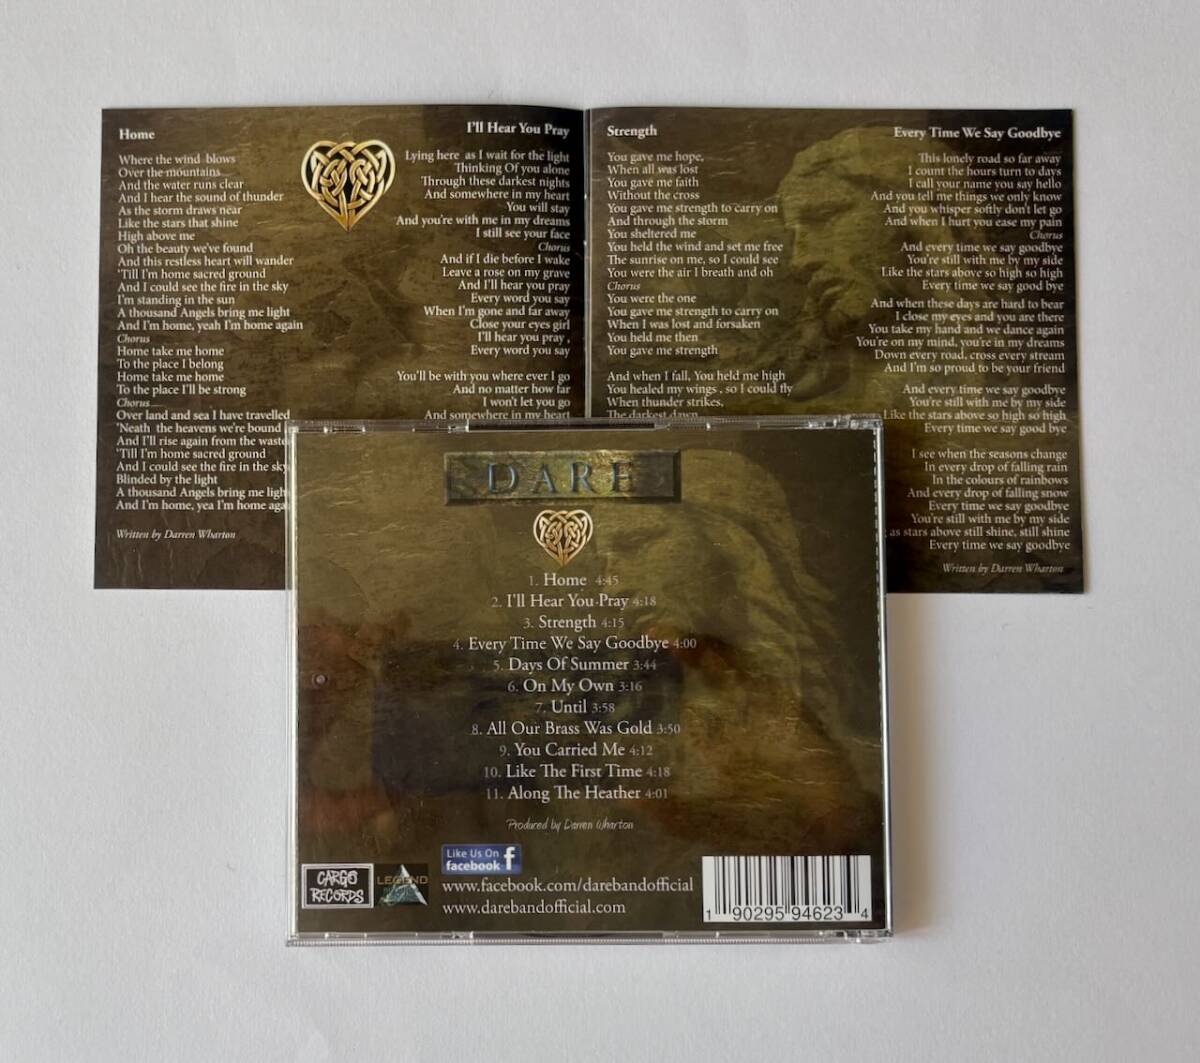 Home
Where the wind blows
Over the mountains
And the water runs clear
And I hear the sound of thunder
As the storm draws near
Like the stars that shine
High above me
Oh the beauty we've found
And this restless heart will wander
'Till I'm home sacred ground
And I could see the fire in the sky
I'm standing in the sun
A thousand Angels bring me light
And I'm home, yeah I'm home again
Chorus
Home take me home
To the place I belong
Home take me home
To the place I'll be strong
Chorus
Over land and sea I have travelled
'Neath the heavens we're bound
And I'll rise again from the waste
'Till I'm home sacred ground
And I could see the fire in the sky
Blinded by the light
A thousand Angels bring me ligh
And I'm home, yea I'm home aga
Written by Darren Wharton
I'll Hear You Pray
Lying here as I wait for the light
Thinking Of you alone
Through these darkest nights
And somewhere in my heart
You will stay
And you're with me in my dreams
I still see your face
Chorus
And if I die before I wake
Leave a rose on my grave
And I'll hear you pray
Every word you say
When I'm gone and far away
Close your eyes girl
I'll hear you pray,
Every word you say
You'll be with you where ever I go
And no matter how far
I won't let you go
And somewhere in my heart
Strength
You gave me hope,
When all was lost
You gave me faith
Without the cross
You gave me strength to carry on
And through the storm
You sheltered me
You held the wind and set me free
The sunrise on me, so I could see
You were the air I breath and oh
Chorus
You were the one
You gave me strength to carry on
When I was lost and forsaken
You held me then
You gave me strength
And when I fall, You held me high
You healed my wings , so I could fly
When thunder strikes,
The darkest dawn
Every Time We Say Goodbye
This lonely road so far away
I count the hours turn to days
I call your name you say hello
And you tell me things we only know
And you whisper softly don't let go
And when I hurt you ease my pain
Chorus
And every time we say goodbye
You're still with me by my side
Like the stars above so high so high
Every time we say good bye
And when these days are hard to bear
I close my eyes and you are there
You take my hand and we dance again
You're on my mind, you're in my dreams
Down every road, cross every stream
And I'm so proud to be your friend
And every time we say goodbye
You're still with me by my side
Like the stars above so high so high
Every time we say good bye
I see when the seasons change
In every drop of falling rain
In the colours of rainbows
And every drop of falling snow
Every time we say goodbye
You're still with me by my side
as stars above still shine, still shine
Every time we say goodbye
Written by Darren Wharton
DARE
1. Home 4:45
2. I'll Hear You Pray 4:18
3. Strength 4:15
4. Every Time We Say Goodbye 4:00
5. Days Of Summer 3:44
6. On My Own 3:16
7. Until 3:58
8. All Our Brass Was Gold 3:50
9. You Carried Me 4:12
10. Like The First Time 4:18
11. Along The Heather 4:01
Produced by Darren Wharton
Like Us On
facebook f
CARGO
RECORDS
LEGEND
www.facebook.com/darebandofficial
www.darebandofficial.com
1 90295 94623 4